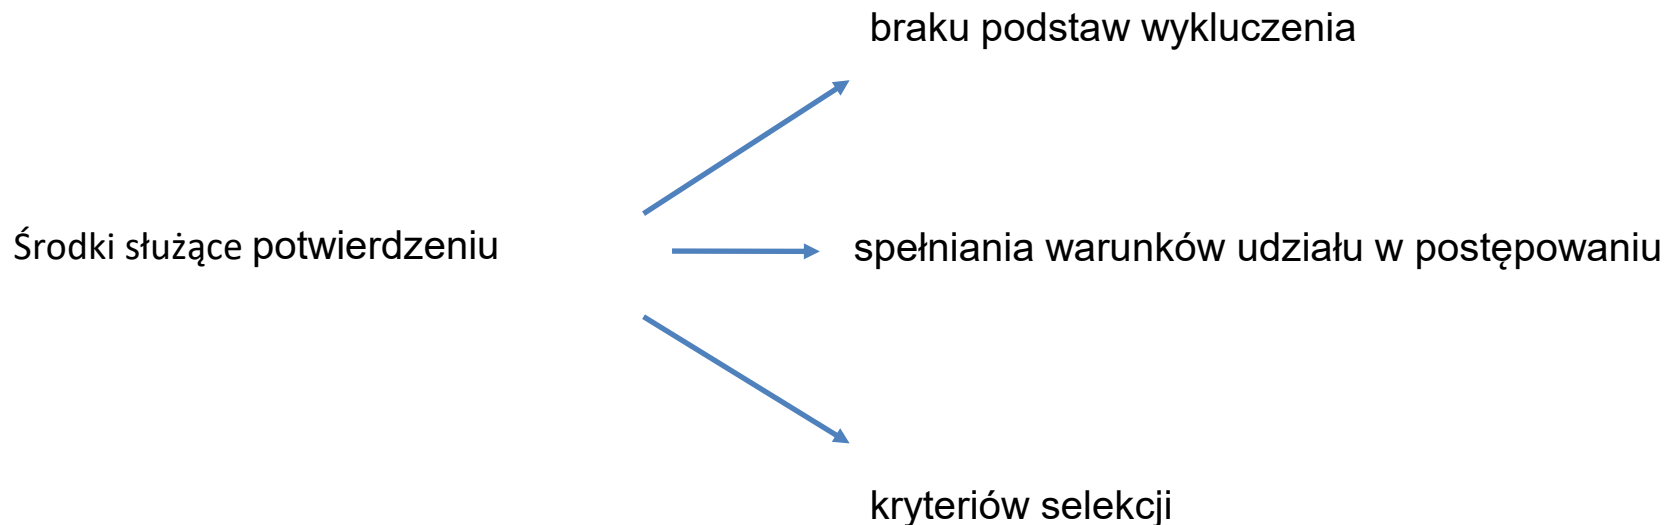 braku podstaw wykluczenia
Środki służące potwierdzeniu
spełniania warunków udziału w postępowaniu
kryteriów selekcji